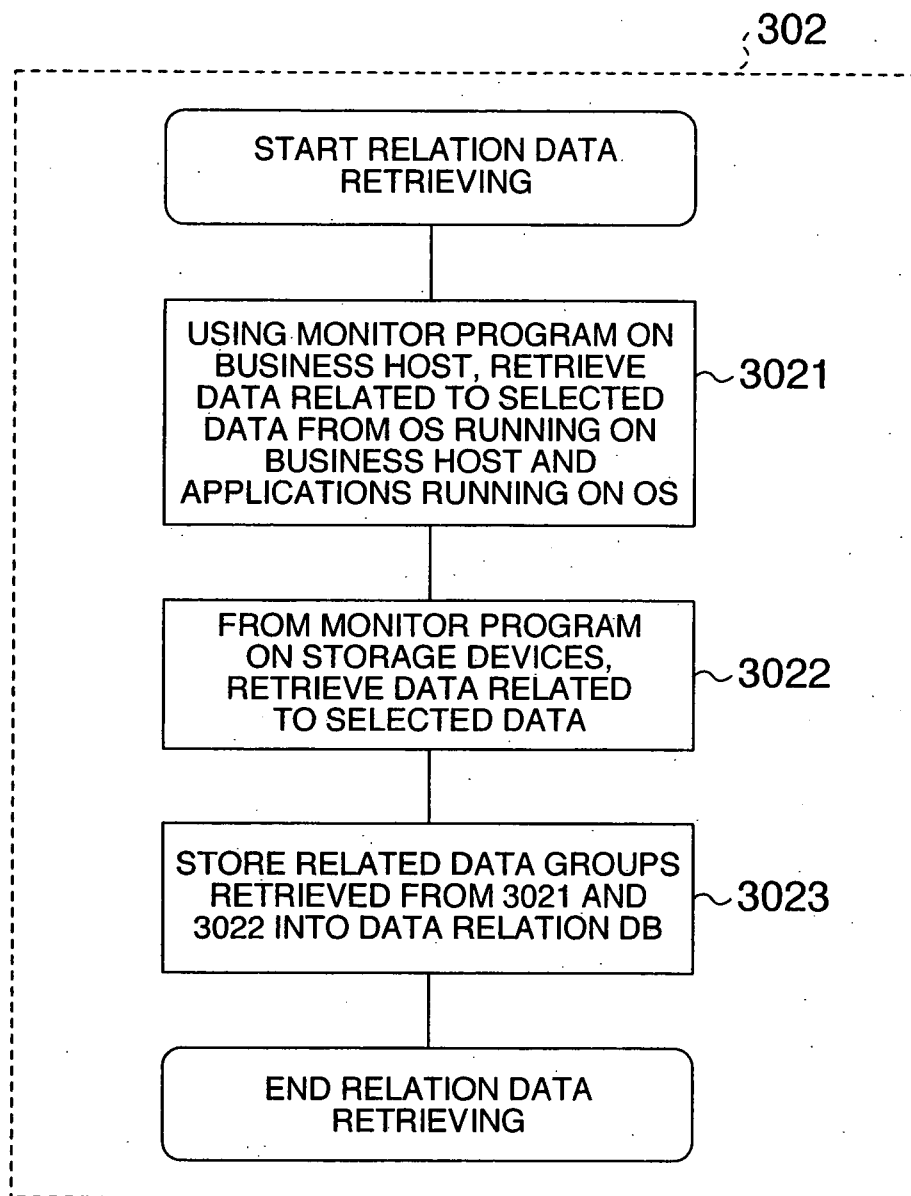 302
START RELATION DATA
RETRIEVING
USING MONITOR PROGRAM ON
BUSINESS HOST, RETRIEVE
DATA RELATED TO SELECTED
DATA FROM OS RUNNING ON
BUSINESS HOST AND
APPLICATIONS RUNNING ON OS
3021
FROM MONITOR PROGRAM
ON STORAGE DEVICES,
RETRIEVE DATA RELATED
TO SELECTED DATA
3022
STORE RELATED DATA GROUPS
RETRIEVED FROM 3021 AND
3022 INTO DATA RELATION DB
3023
END RELATION DATA
RETRIEVING